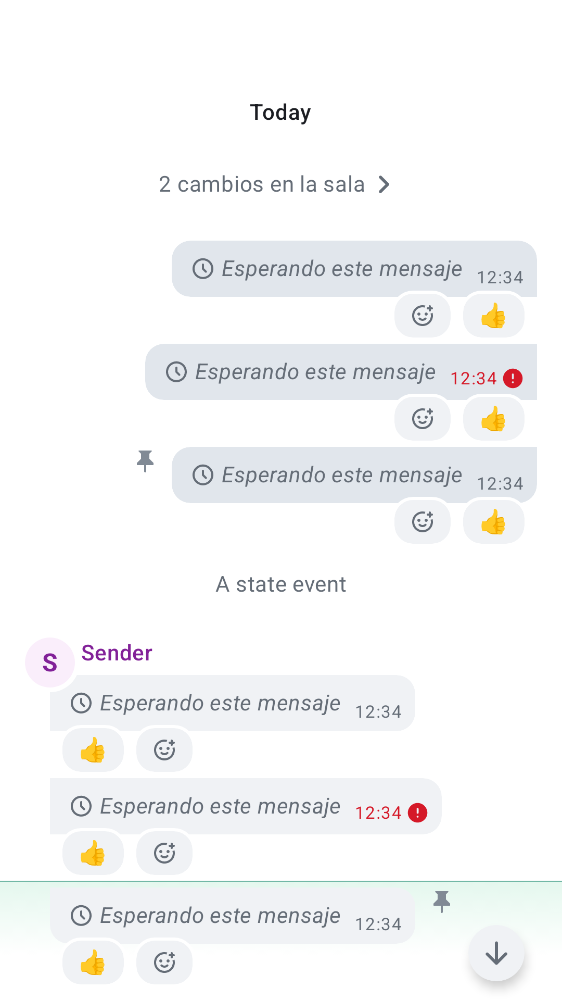 Today
2 cambios en la sala
Esperando este mensaje 12:34
👍
Esperando este mensaje 12:34
👍
Esperando este mensaje 12:34
👍
A state event
S Sender
Esperando este mensaje 12:34
👍
Esperando este mensaje 12:34
👍
Esperando este mensaje 12:34
👍